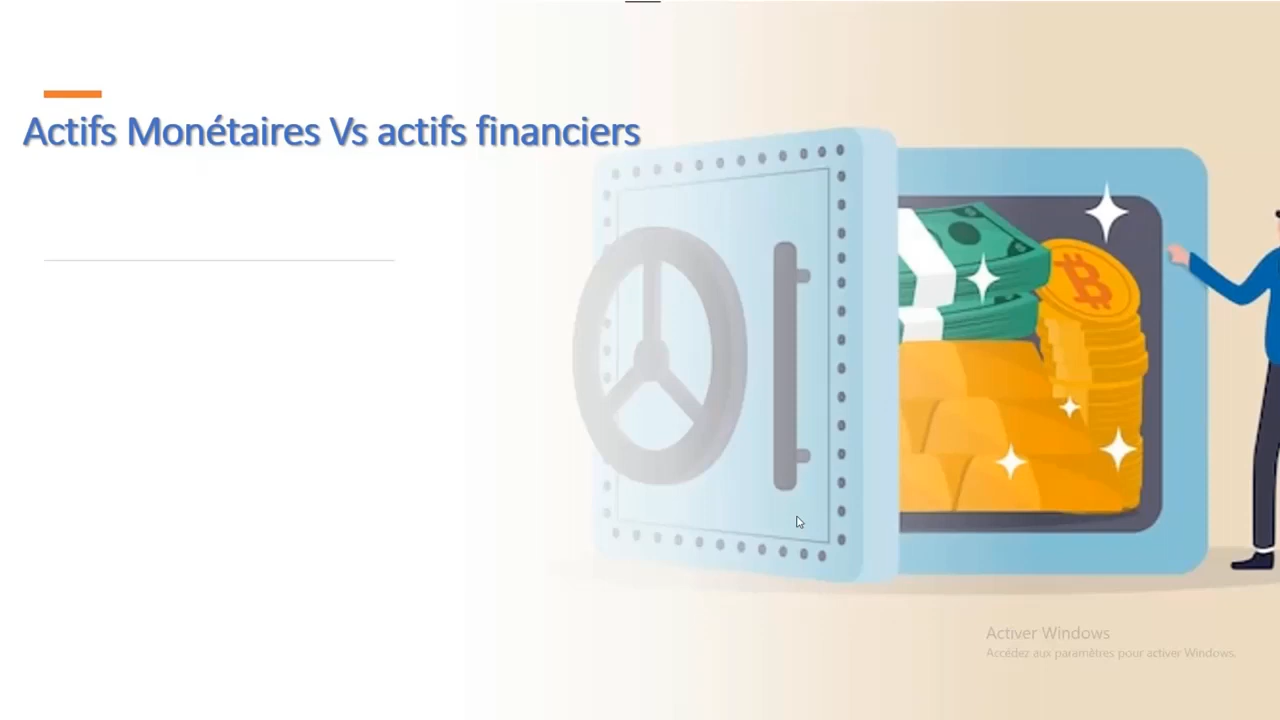 Actifs Monétaires Vs actifs financiers
Activer Windows
Accédez aux paramètres pour activer Windows.